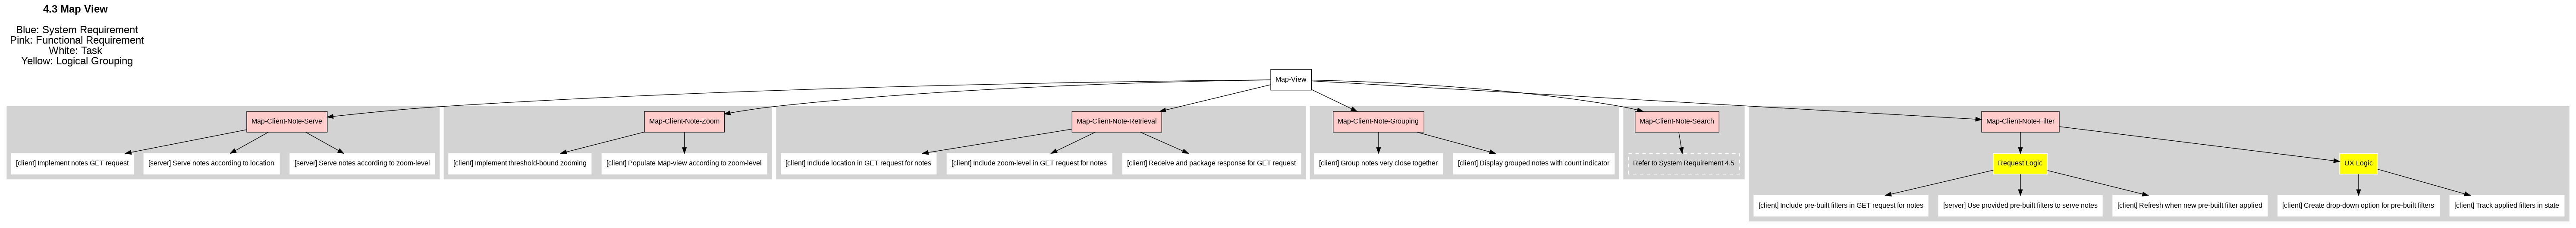 4.3 Map View
Blue: System Requirement
Pink: Functional Requirement
White: Task
Yellow: Logical Grouping
Map-View
Map-Client-Note-Serve
Map-Client-Note-Zoom
Map-Client-Note-Retrieval
Map-Client-Note-Grouping
Map-Client-Note-Search
Map-Client-Note-Filter
[client] Implement notes GET request
[server] Serve notes according to location
[server] Serve notes according to zoom-level
[client] Implement threshold-bound zooming
[client] Populate Map-view according to zoom-level
[client] Include location in GET request for notes
[client] Include zoom-level in GET request for notes
[client] Receive and package response for GET request
[client] Group notes very close together
[client] Display grouped notes with count indicator
Refer to System Requirement 4.5
Request Logic
UX Logic
[client] Include pre-built filters in GET request for notes
[server] Use provided pre-built filters to serve notes
[client] Refresh when new pre-built filter applied
[client] Create drop-down option for pre-built filters
[client] Track applied filters in state